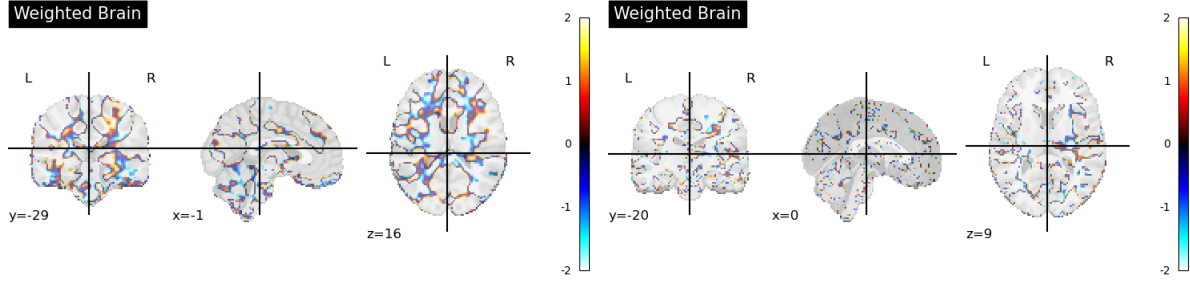 Weighted Brain
L R
L R
y=-29
x=-1
z=16
2
1
0
-1
-2
Weighted Brain
L R
L R
y=-20
x=0
z=9
2
1
0
-1
-2